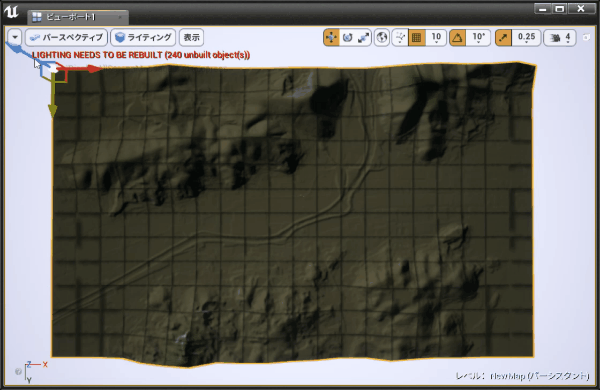 ビューポート1
パースペクティブ ライティング 表示 10 10° 0.25 4
LIGHTING NEEDS TO BE REBUILT (240 unbuilt object(s))
Z X
Y
レベル: NewMap (パーシスタント)